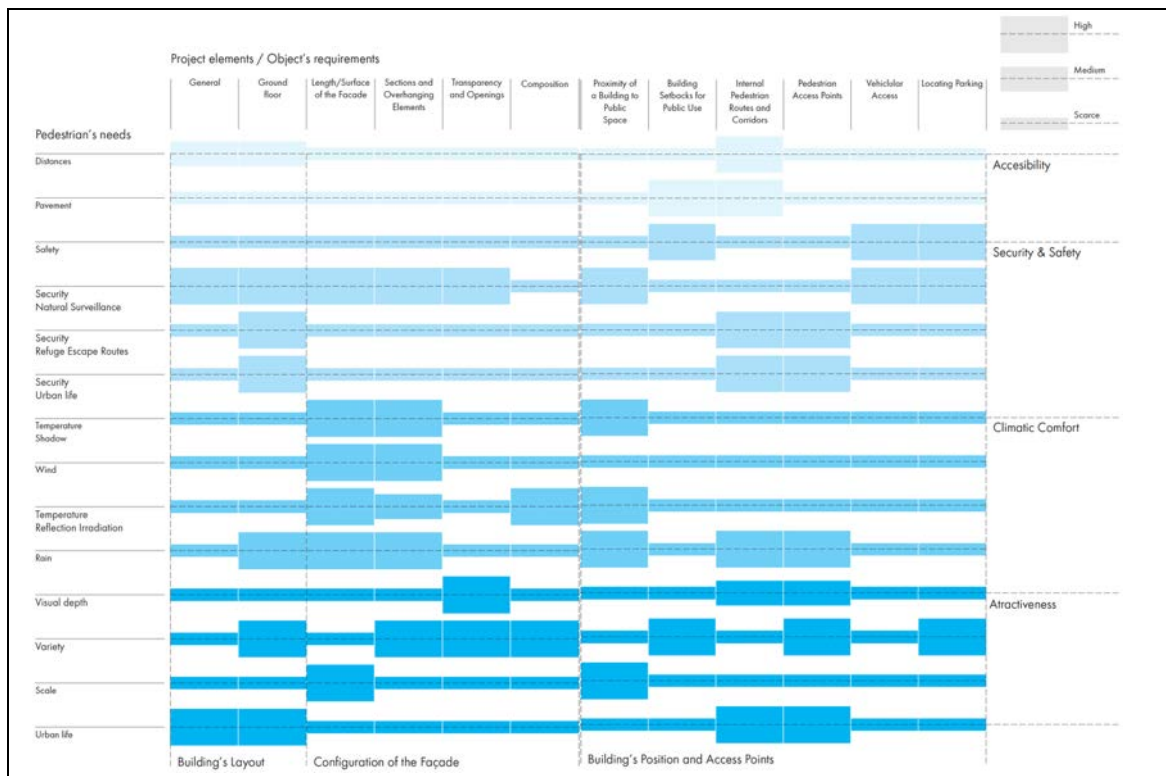 High
Project elements / Object's requirements
General
Ground
floor
Length/Surface
of the Facade
Sections and
Overhanging
Elements
Transparency
and Openings
Composition
Proximity of
a Building to
Public
Space
Building
Setbacks for
Public Use
Internal
Pedestrian
Routes and
Corridors
Pedestrian
Access Points
Vehiclular
Access
Locating Parking
Medium
Scarce
Pedestrian's needs
Distances
Accesibility
Pavement
Safety
Security & Safety
Security
Natural Surveillance
Security
Refuge Escape Routes
Security
Urban life
Temperature
Shadow
Climatic Comfort
Wind
Temperature
Reflection Irradiation
Rain
Visual depth
Atractiveness
Variety
Scale
Urban life
Building's Layout
Configuration of the Façade
Building's Position and Access Points